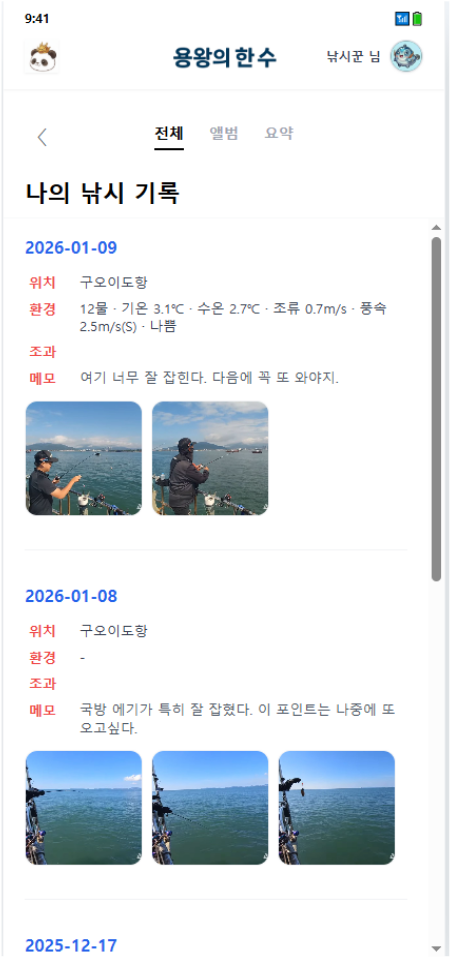 9:41
용왕의 한 수
낚시꾼 님
전체 앨범 요약
나의 낚시 기록
2026-01-09
위치 구오이도항
환경 12물 · 기온 3.1℃ · 수온 2.7℃ · 조류 0.7m/s · 풍속
2.5m/s(S) · 나쁨
조과
메모 여기 너무 잘 잡힌다. 다음에 꼭 또 와야지.
2026-01-08
위치 구오이도항
환경 -
조과
메모 국방 에기가 특히 잘 잡혔다. 이 포인트는 나중에 또
오고싶다.
2025-12-17